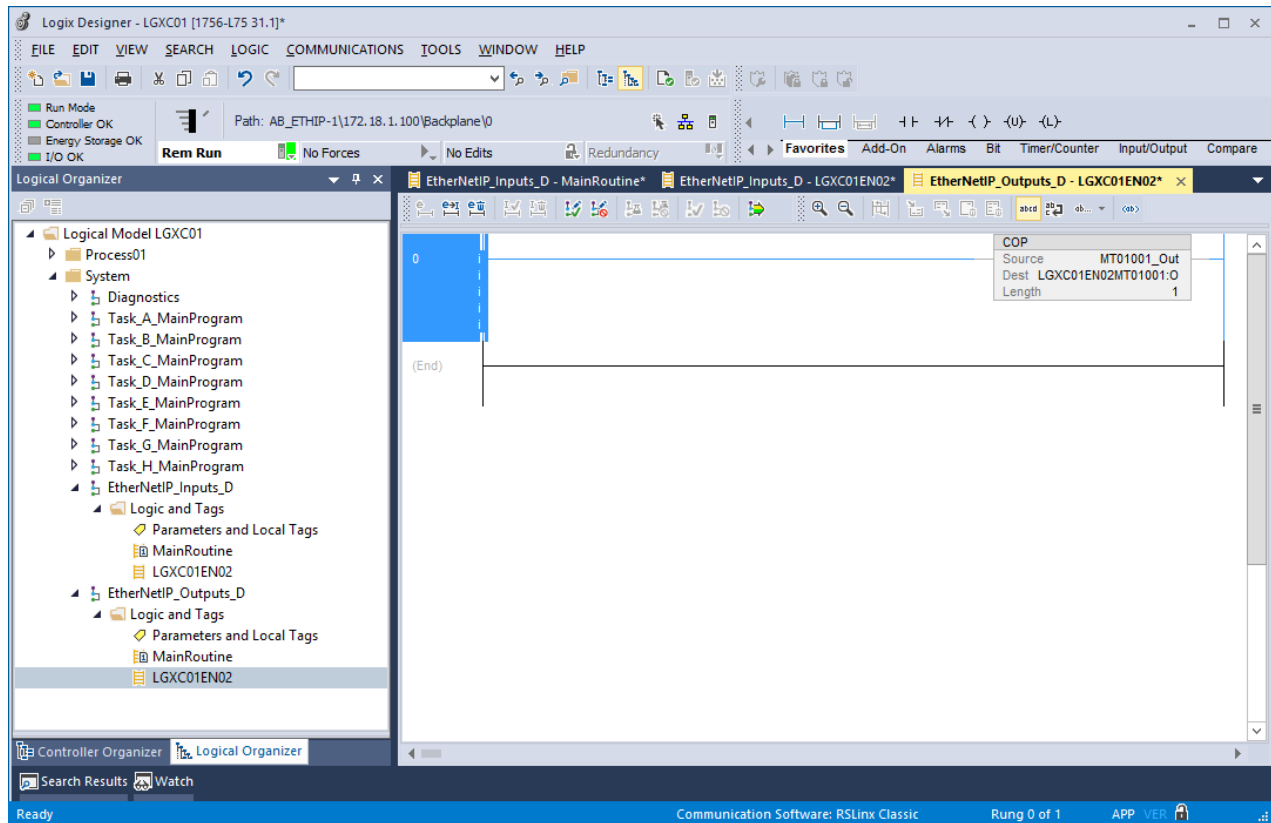 Logix Designer - LGXC01 [1756-L75 31.1]*
FILE EDIT VIEW SEARCH LOGIC COMMUNICATIONS TOOLS WINDOW HELP
Run Mode
Controller OK
Energy Storage OK
I/O OK
Path: AB_ETHIP-1\172.18.1.100\Backplane\0
Rem Run No Forces No Edits Redundancy
Favorites Add-On Alarms Bit Timer/Counter Input/Output Compare
Logical Organizer
EtherNetIP_Inputs_D - MainRoutine* EtherNetIP_Inputs_D - LGXC01EN02* EtherNetIP_Outputs_D - LGXC01EN02*
Logical Model LGXC01
Process01
System
Diagnostics
Task_A_MainProgram
Task_B_MainProgram
Task_C_MainProgram
Task_D_MainProgram
Task_E_MainProgram
Task_F_MainProgram
Task_G_MainProgram
Task_H_MainProgram
EtherNetIP_Inputs_D
Logic and Tags
Parameters and Local Tags
MainRoutine
LGXC01EN02
EtherNetIP_Outputs_D
Logic and Tags
Parameters and Local Tags
MainRoutine
LGXC01EN02
0
i
i
i
i
i
COP
Source MT01001_Out
Dest LGXC01EN02MT01001:O
Length 1
(End)
Controller Organizer Logical Organizer
Search Results Watch
Ready Communication Software: RSLinx Classic Rung 0 of 1 APP VER